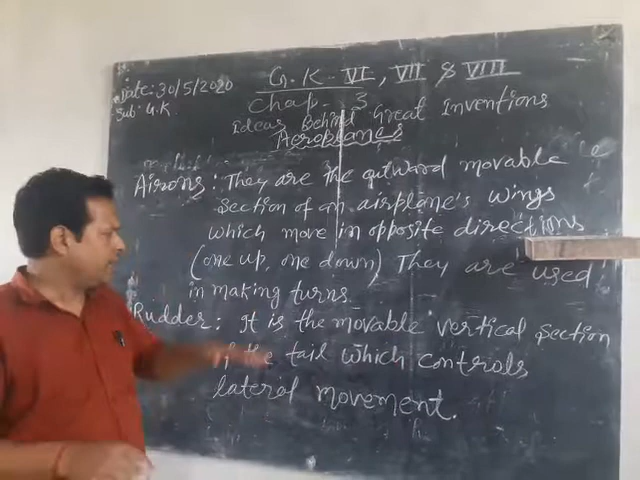 Date: 30/5/2020
Sub: G.K
G.K - VI, VII & VIII
Chap - 3
Ideas Behind Great Inventions
Aeroplanes
Airons: They are the outward movable
section of an airplane's wings
which move in opposite directions
(one up, one down) They are used
in making turns.
Rudder: It is the movable vertical section
of the tail which controls
lateral movement.